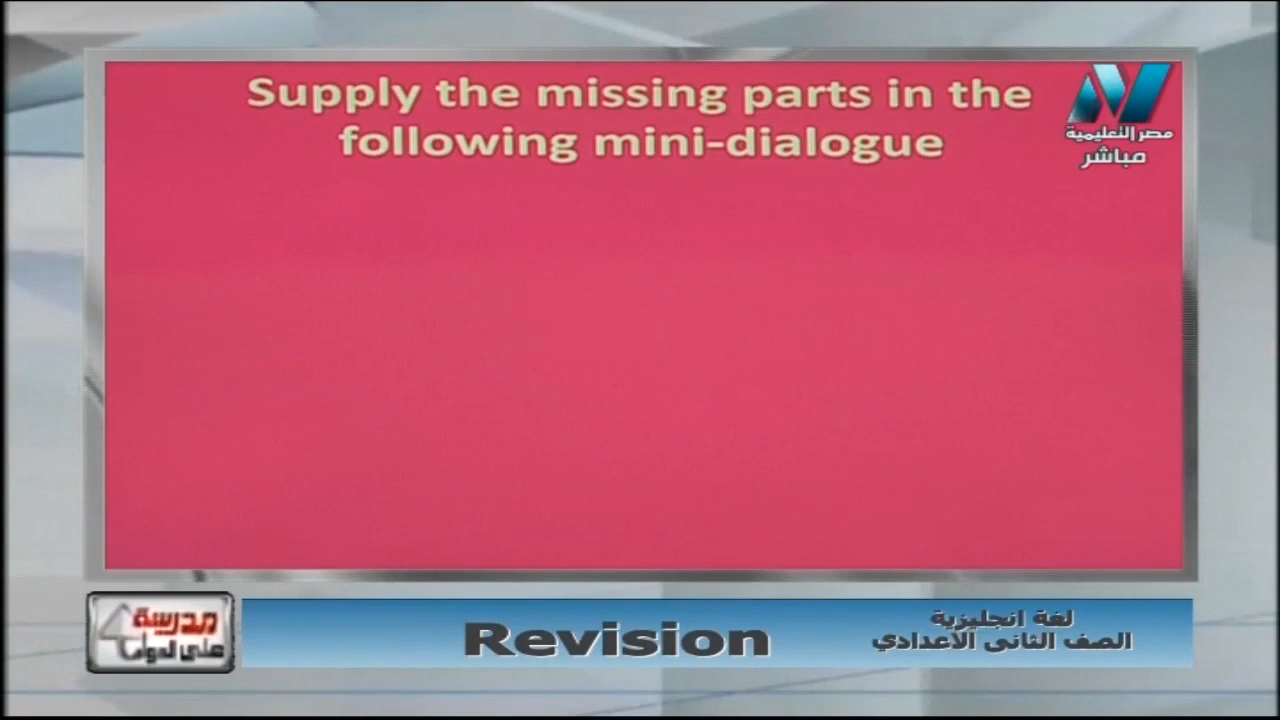 Supply the missing parts in the
following mini-dialogue
مصر التعليمية
مباشر
Revision
لغة انجليزية
الصف الثانى الاعدادي
مدرسة
على الهواء